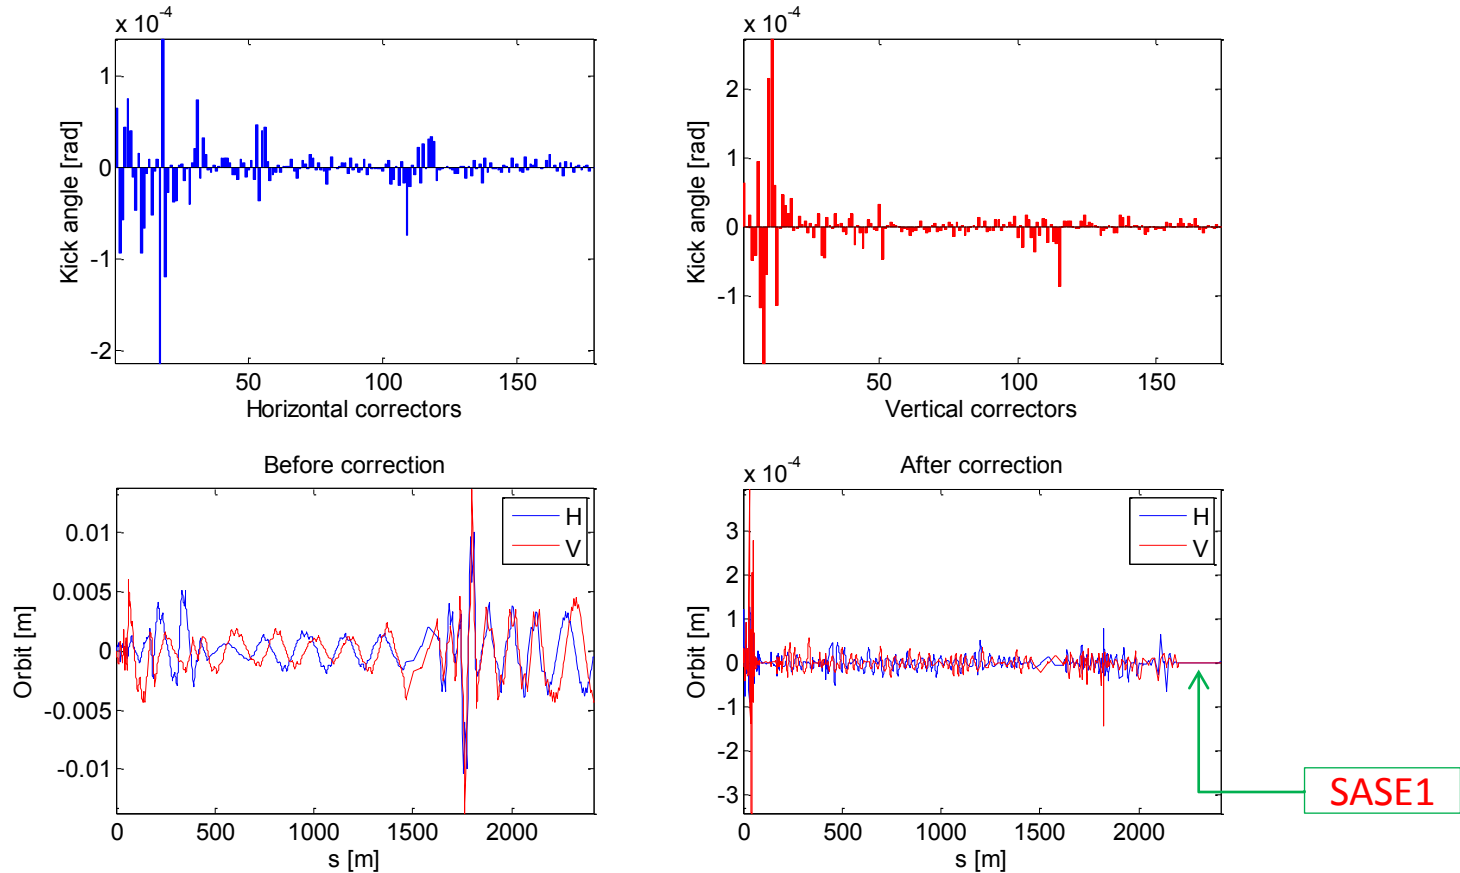 x 10⁻⁴
1
0
-1
-2
Kick angle [rad]
50 100 150
Horizontal correctors
x 10⁻⁴
2
1
0
-1
Kick angle [rad]
50 100 150
Vertical correctors
Before correction
0.01
0.005
0
-0.005
-0.01
Orbit [m]
H
V
0 500 1000 1500 2000
s [m]
After correction
x 10⁻⁴
3
2
1
0
-1
-2
-3
Orbit [m]
H
V
0 500 1000 1500 2000
s [m]
SASE1